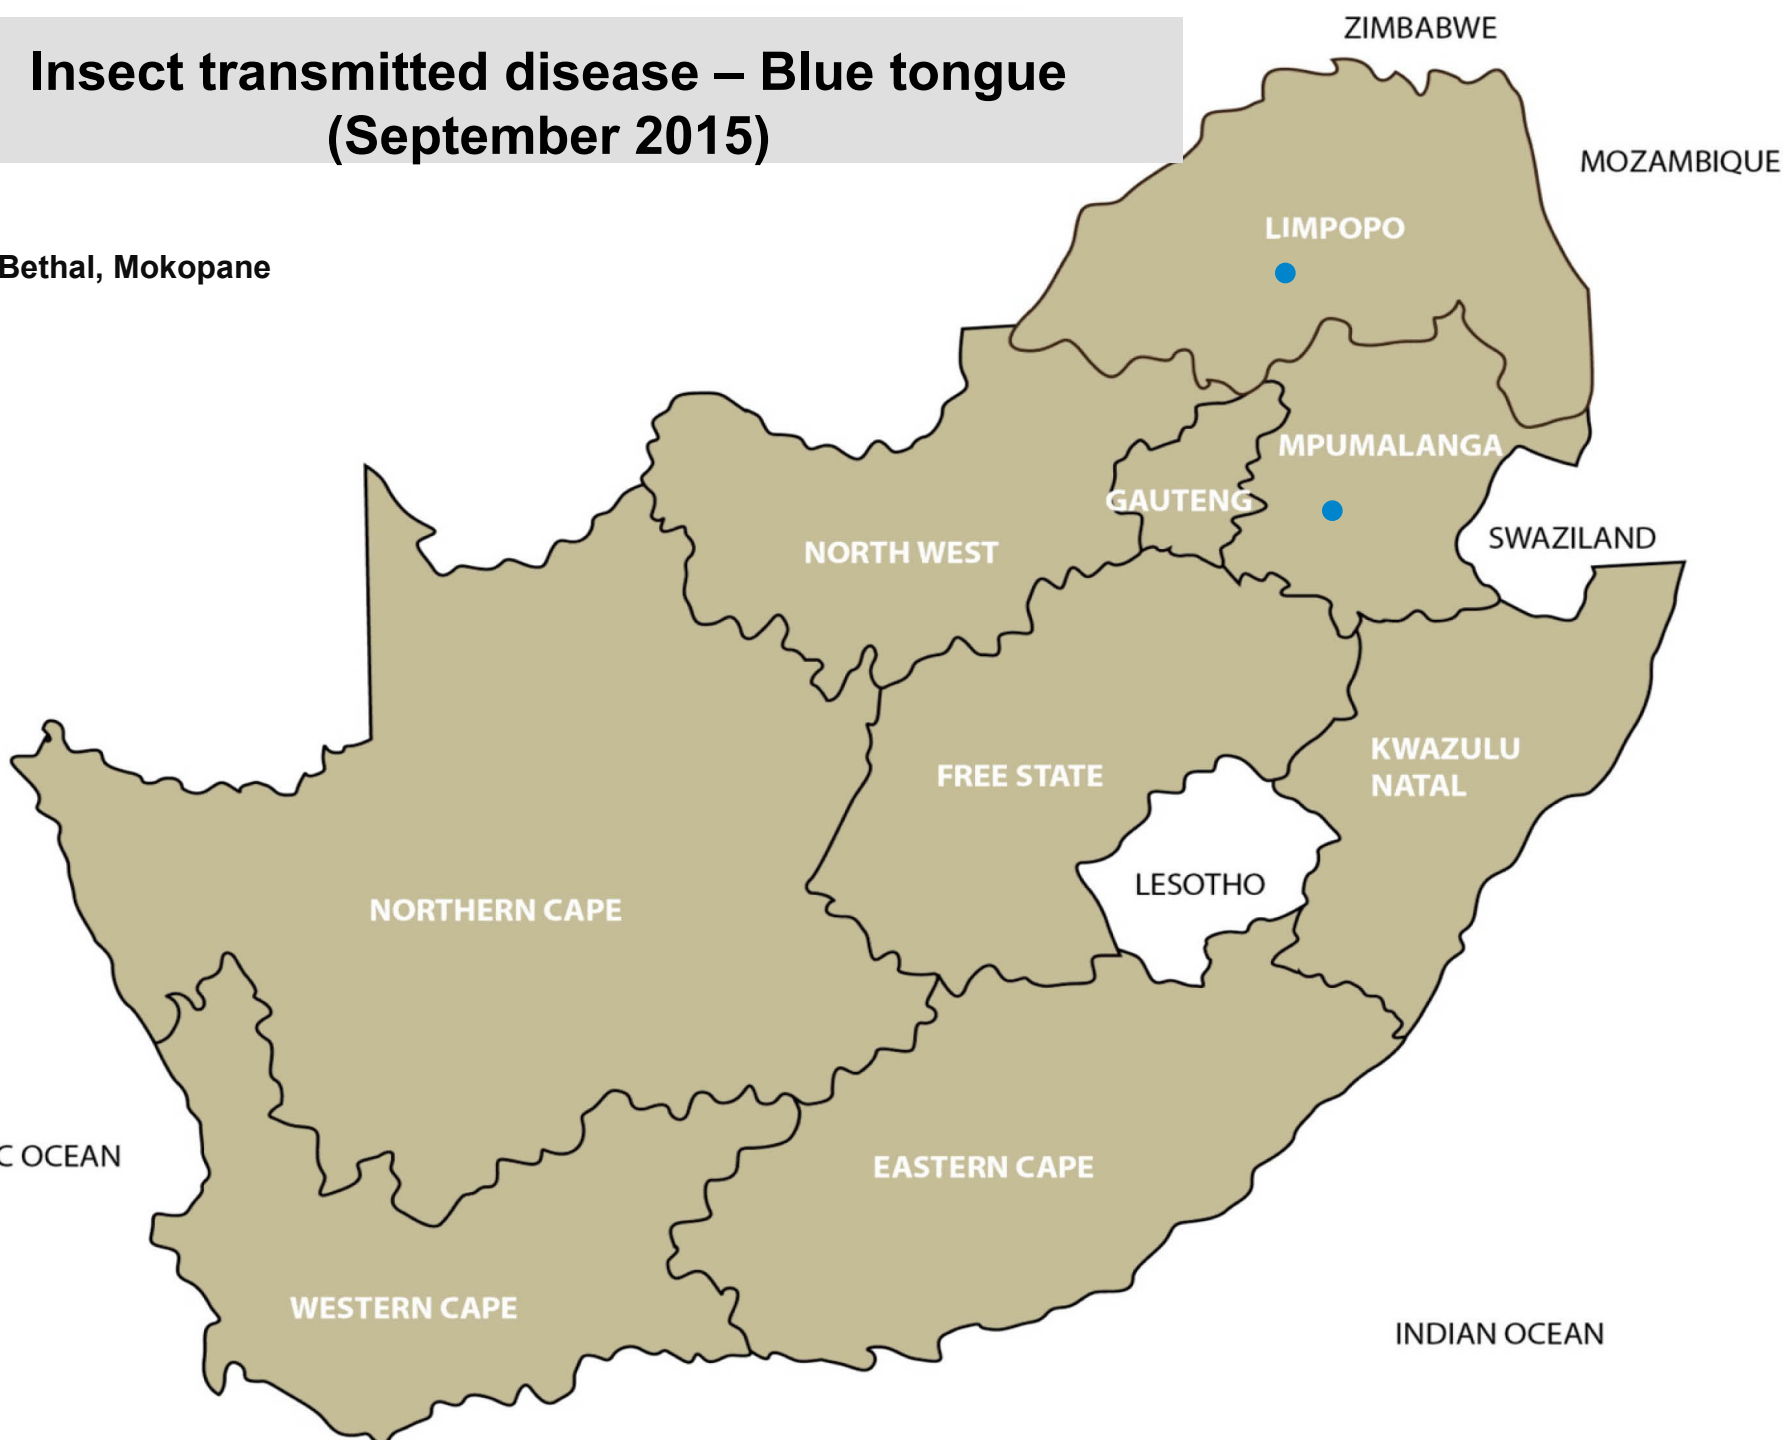 Insect transmitted disease – Blue tongue
(September 2015)
ZIMBABWE
MOZAMBIQUE
LIMPOPO
Bethal, Mokopane
MPUMALANGA
GAUTENG
SWAZILAND
NORTH WEST
KWAZULU
NATAL
FREE STATE
LESOTHO
NORTHERN CAPE
C OCEAN
EASTERN CAPE
WESTERN CAPE
INDIAN OCEAN